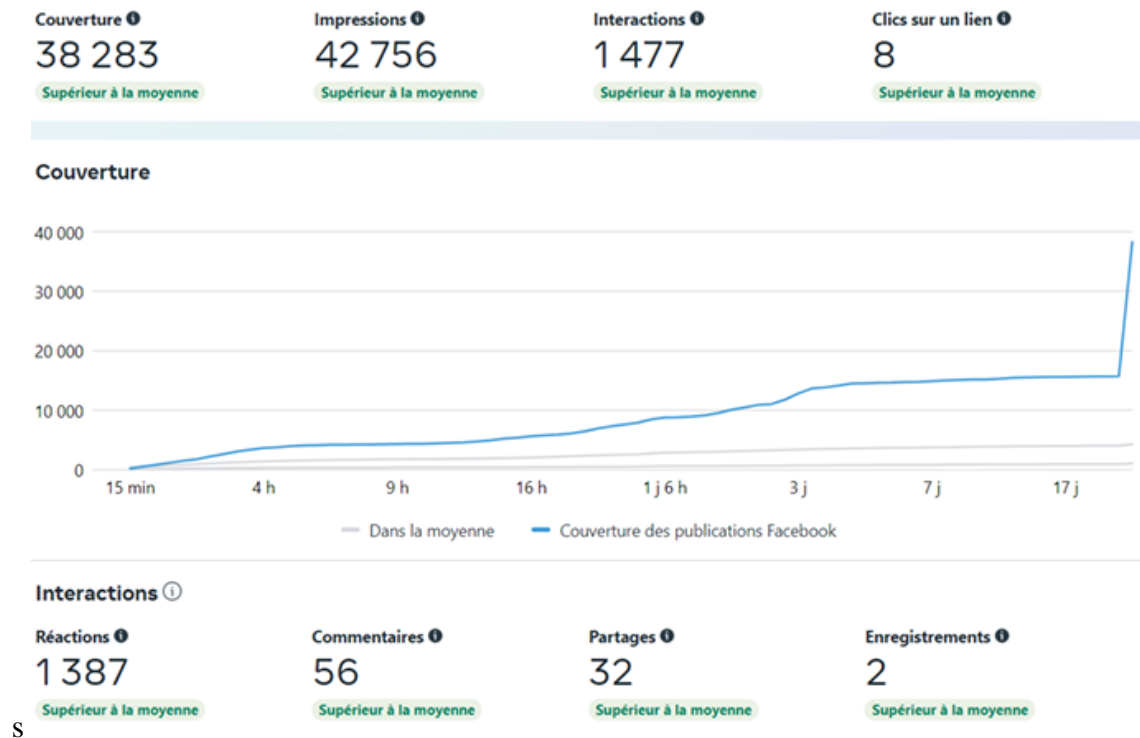 Couverture Impressions Interactions Clics sur un lien
38 283 42 756 1 477 8
Supérieur à la moyenne Supérieur à la moyenne Supérieur à la moyenne Supérieur à la moyenne
Couverture
40 000
30 000
20 000
10 000
0
15 min 4 h 9 h 16 h 1 j 6 h 3 j 7 j 17 j
Dans la moyenne Couverture des publications Facebook
Interactions
Réactions Commentaires Partages Enregistrements
1 387 56 32 2
Supérieur à la moyenne Supérieur à la moyenne Supérieur à la moyenne Supérieur à la moyenne
s